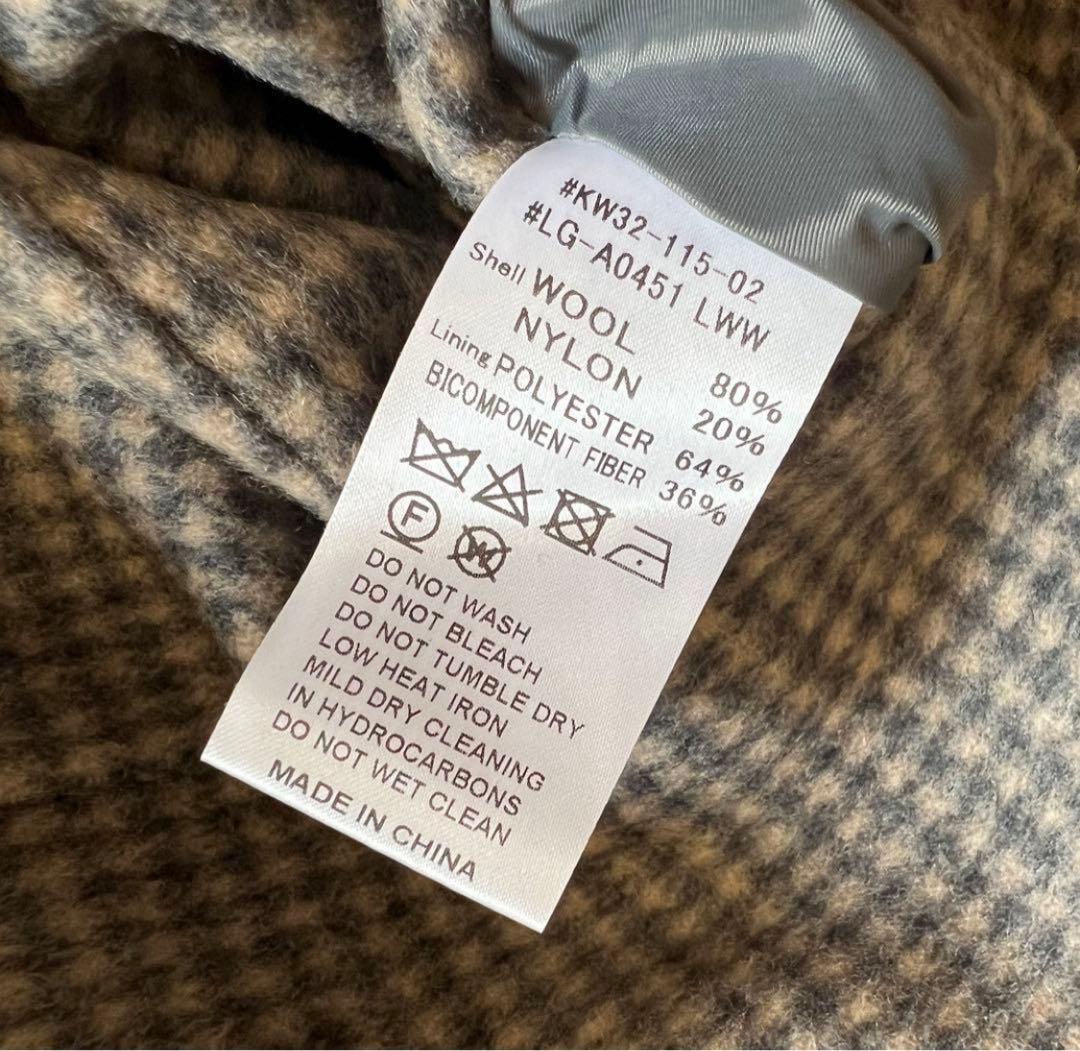 #KW32-115-02
#LG-A0451 LWW
Shell WOOL 80%
NYLON 20%
Lining POLYESTER 64%
BICOMPONENT FIBER 36%
F W
DO NOT WASH
DO NOT BLEACH
DO NOT TUMBLE DRY
LOW HEAT IRON
MILD DRY CLEANING
IN HYDROCARBONS
DO NOT WET CLEAN
MADE IN CHINA